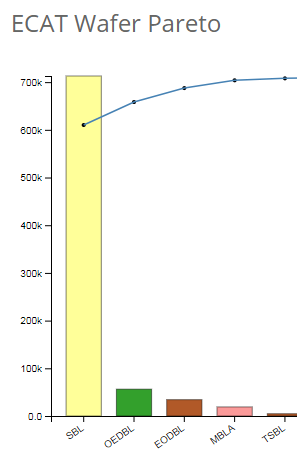 ECAT Wafer Pareto
700k
600k
500k
400k
300k
200k
100k
0.0
SBL
OEDBL
EODBL
MBLA
TSBL